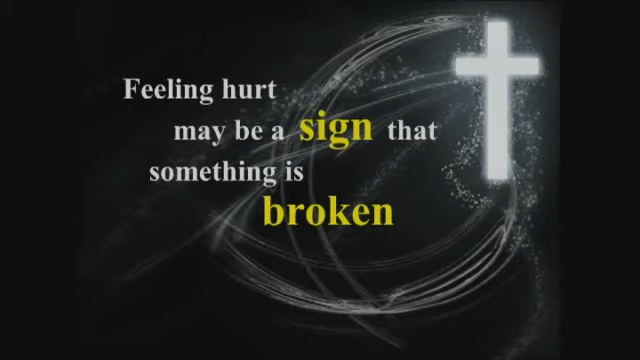 Feeling hurt
may be a sign that
something is
broken